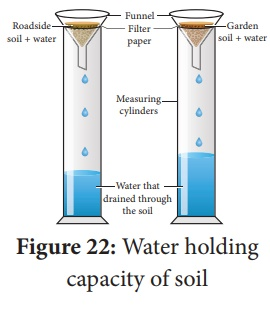 Funnel
Roadside
soil + water
Filter
paper
Garden
soil + water
Measuring
cylinders
Water that
drained through
the soil
Figure 22: Water holding
capacity of soil